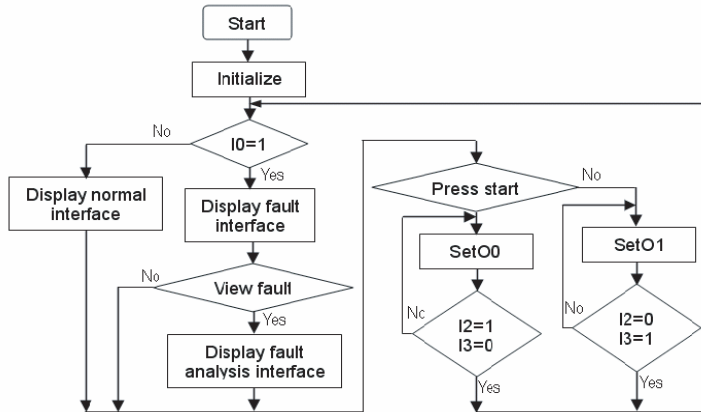 Start
Initialize
No
I0=1
Yes
Display normal
interface
Display fault
interface
No
View fault
Yes
Display fault
analysis interface
Press start
No
SetO0
Nc
I2=1
I3=0
Yes
SetO1
No
I2=0
I3=1
Yes